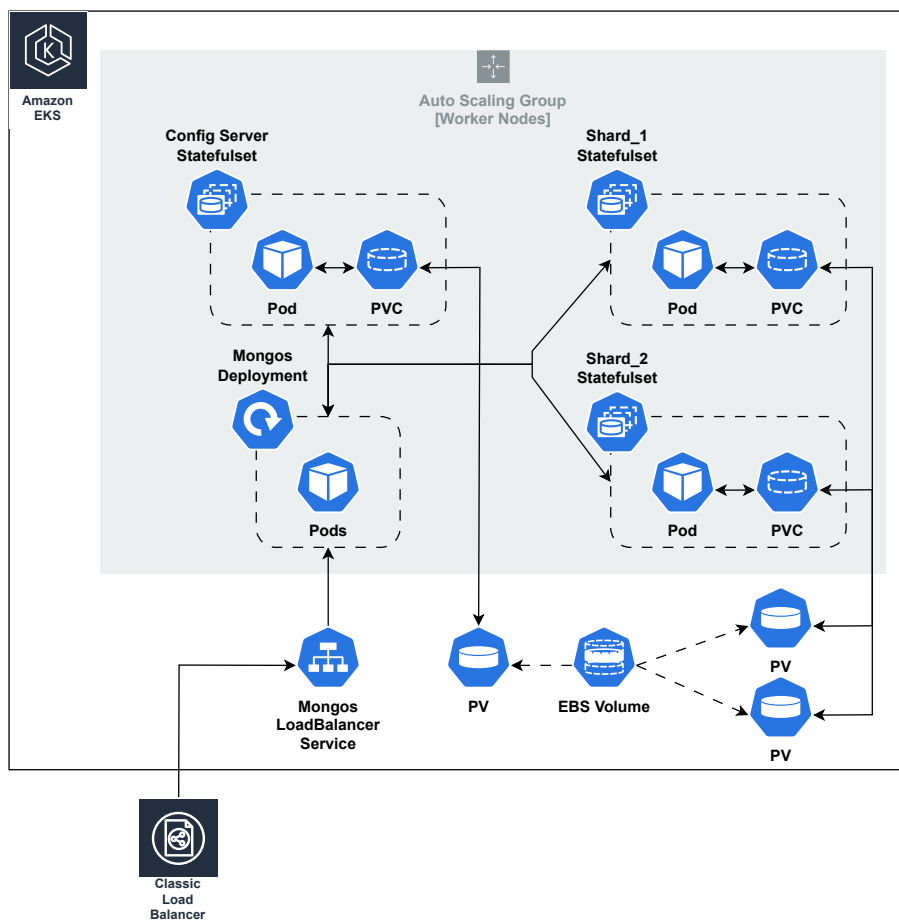 Amazon
EKS
Auto Scaling Group
[Worker Nodes]
Config Server
Statefulset
Pod
PVC
Shard_1
Statefulset
Pod
PVC
Mongos
Deployment
Pods
Shard_2
Statefulset
Pod
PVC
Mongos
LoadBalancer
Service
PV
EBS Volume
PV
PV
Classic
Load
Balancer